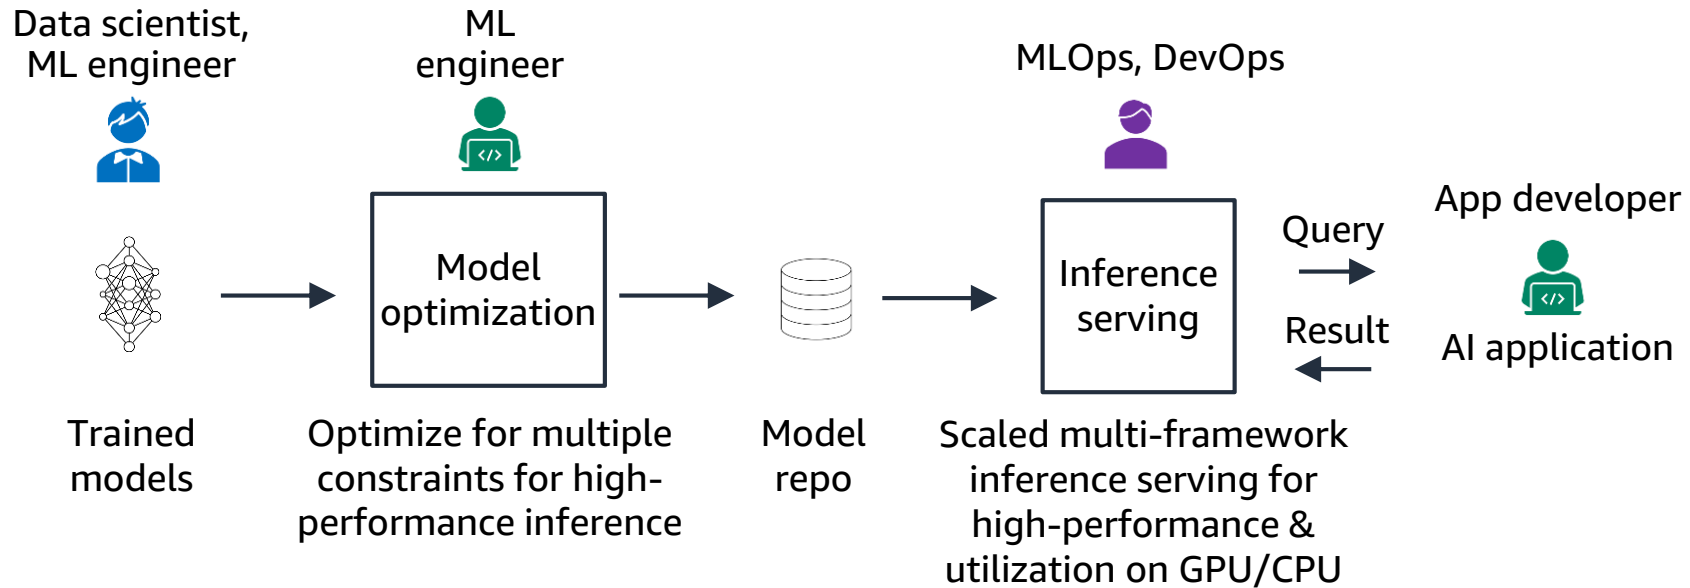 Data scientist,
ML engineer
ML
engineer
MLOps, DevOps
</>
</>
Model
optimization
Inference
serving
Query
Result
App developer
</>
AI application
Trained
models
Optimize for multiple
constraints for high-
performance inference
Model
repo
Scaled multi-framework
inference serving for
high-performance &
utilization on GPU/CPU